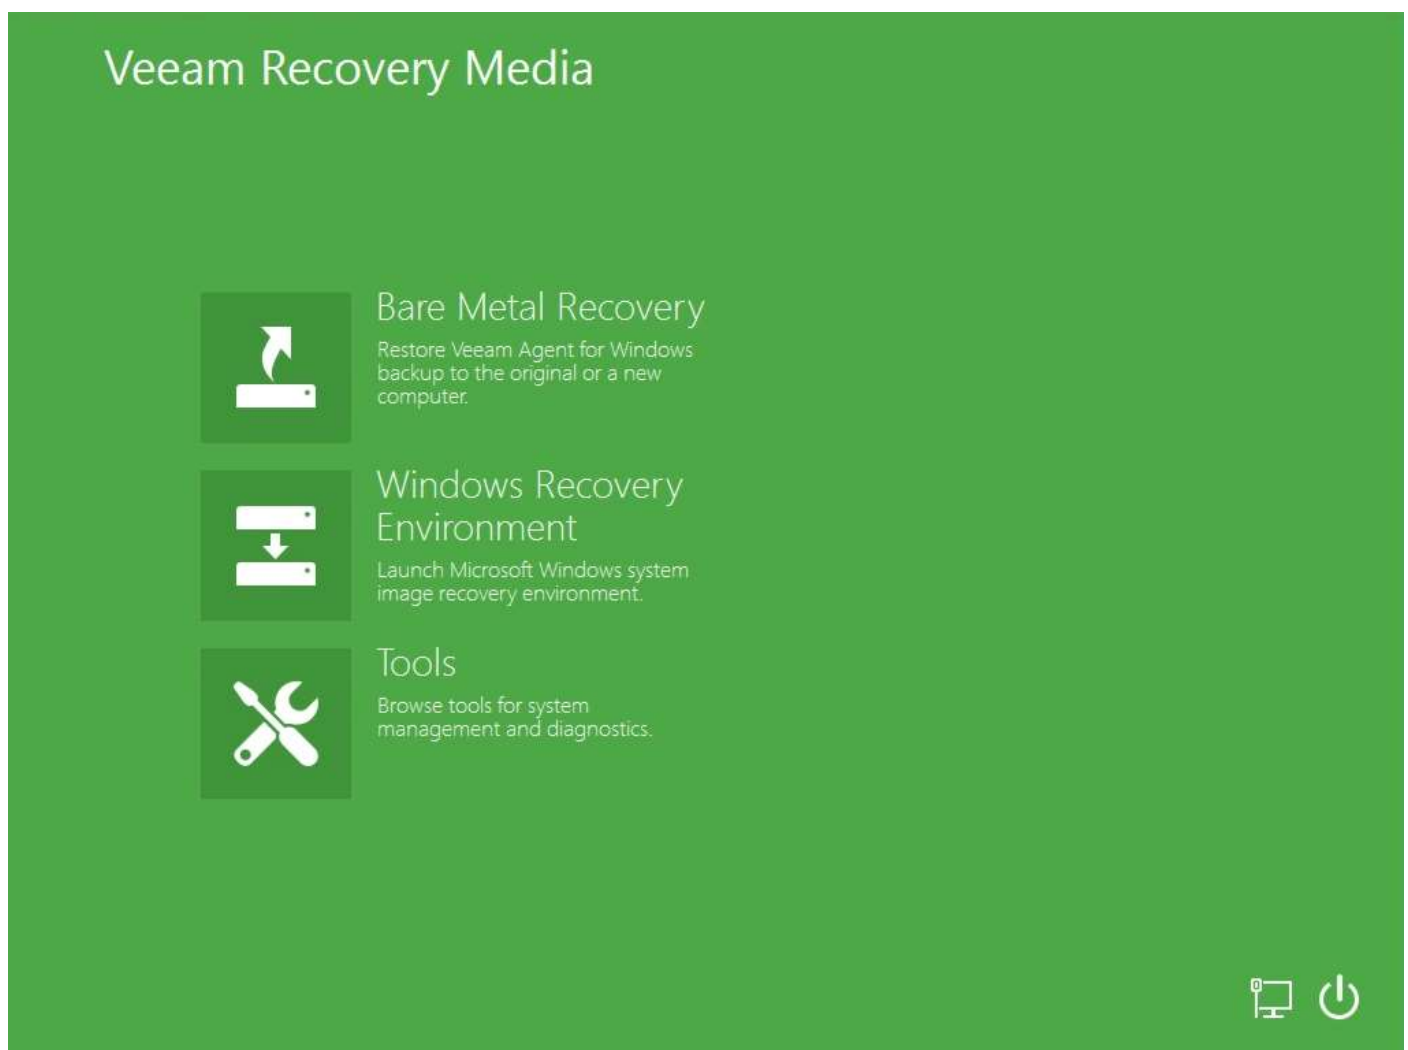 Veeam Recovery Media
Bare Metal Recovery
Restore Veeam Agent for Windows
backup to the original or a new
computer.
Windows Recovery
Environment
Launch Microsoft Windows system
image recovery environment.
Tools
Browse tools for system
management and diagnostics.